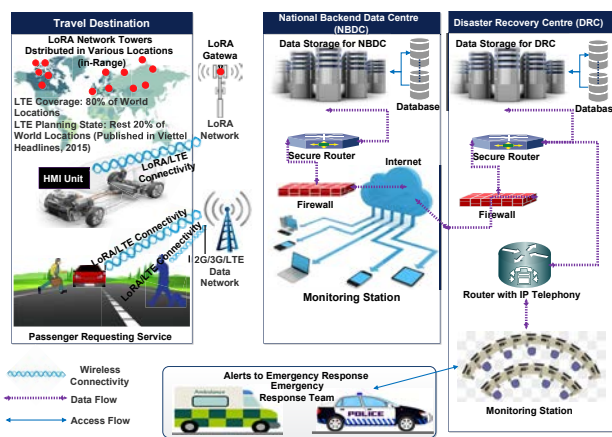 Travel Destination
LoRA Network Towers
Dstributed in Various Locations
(in-Range)
LTE Coverage: 80% of World
Locations
LTE Planning State: Rest 20%
of World Locations (Published in Viettel
Headlines, 2015)
LoRA/LTE
Connectivity
HMI Unit
LoRA/LTE Connectivity
LoRA/LTE Connectivity
Passenger Requesting Service
LoRA
Gatewa
LoRA
Network
2G/3G/LTE
Data
Network
National Backend Data Centre
(NBDC)
Data Storage for NBDC
Database
Secure Router
Internet
Firewall
Monitoring Station
Disaster Recovery Centre (DRC)
Data Storage for DRC
Databas
Secure Router
Firewall
Router with IP Telephony
Monitoring Station
Wireless
Connectivity
Data Flow
Access Flow
Alerts to Emergency Response
Emergency
Response Team
Ambulance
POLICE